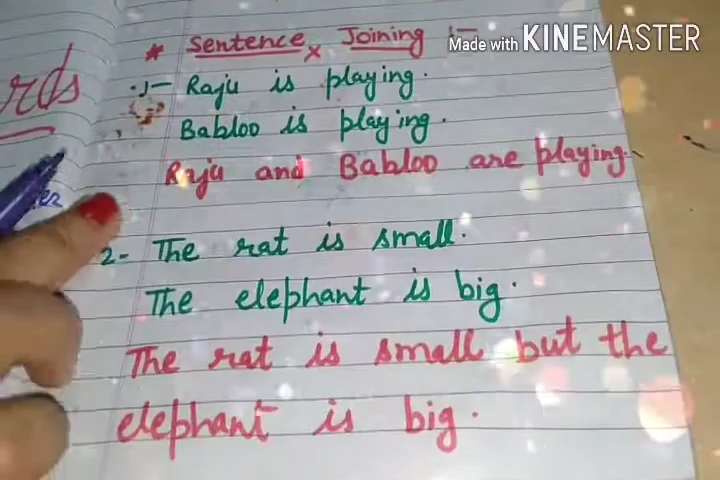 * Sentence x Joining :-
Made with KINEMASTER
rds
1- Raju is playing.
Babloo is playing.
Raju and Babloo are playing.
2- The rat is small.
The elephant is big.
The rat is small but the
elephant is big.